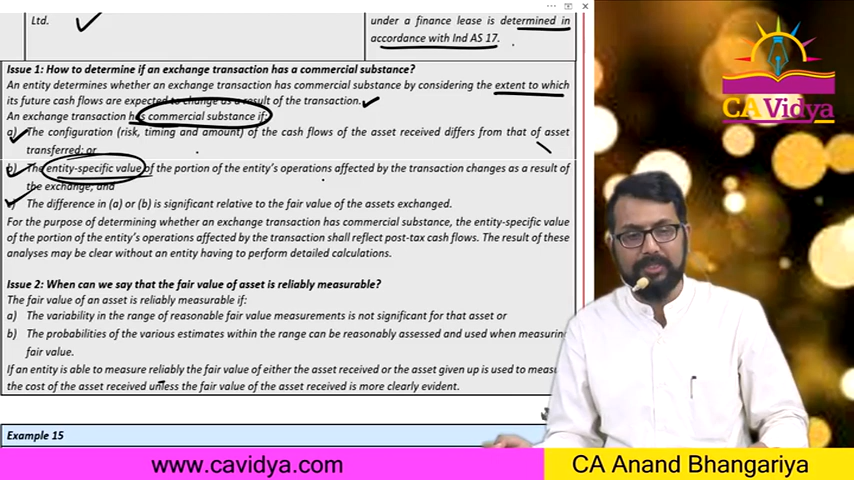 Ltd.
under a finance lease is determined in
accordance with Ind AS 17.
Issue 1: How to determine if an exchange transaction has a commercial substance?
An entity determines whether an exchange transaction has commercial substance by considering the extent to which
its future cash flows are expected to change as a result of the transaction.
An exchange transaction has commercial substance if:
a) The configuration (risk, timing and amount) of the cash flows of the asset received differs from that of asset
transferred; or
b) The entity-specific value of the portion of the entity's operations affected by the transaction changes as a result of
the exchange; and
The difference in (a) or (b) is significant relative to the fair value of the assets exchanged.
For the purpose of determining whether an exchange transaction has commercial substance, the entity-specific value
of the portion of the entity's operations affected by the transaction shall reflect post-tax cash flows. The result of these
analyses may be clear without an entity having to perform detailed calculations.
Issue 2: When can we say that the fair value of asset is reliably measurable?
The fair value of an asset is reliably measurable if:
a) The variability in the range of reasonable fair value measurements is not significant for that asset or
b) The probabilities of the various estimates within the range can be reasonably assessed and used when measuring
fair value.
If an entity is able to measure reliably the fair value of either the asset received or the asset given up is used to measu
the cost of the asset received unless the fair value of the asset received is more clearly evident.
Example 15
CA Vidya
www.cavidya.com
CA Anand Bhangariya